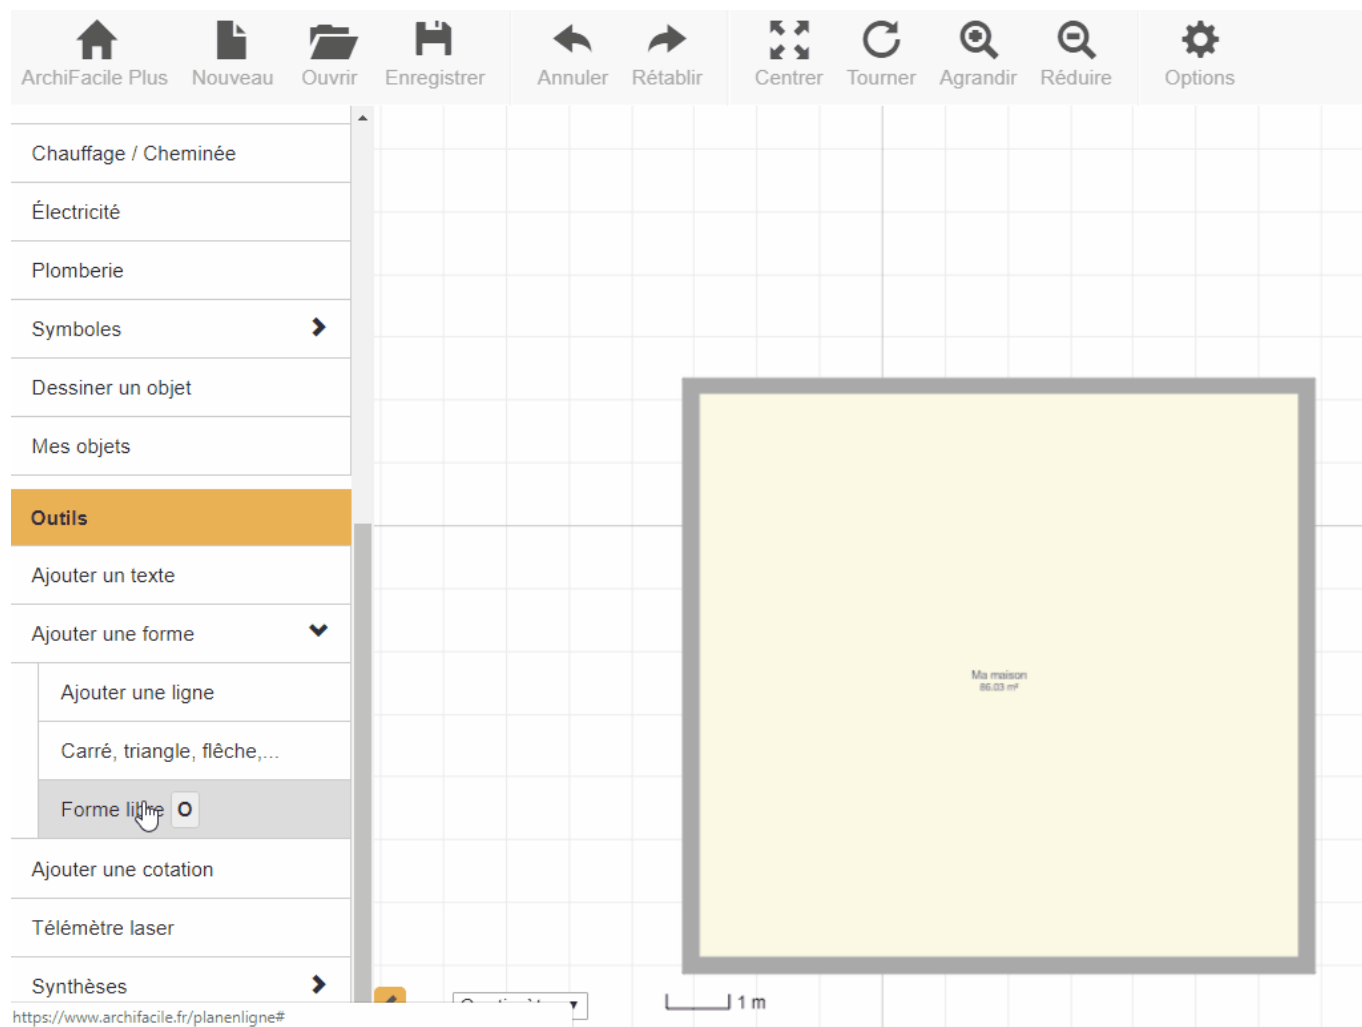 ArchiFacile Plus Nouveau Ouvrir Enregistrer Annuler Rétablir Centrer Tourner Agrandir Réduire Options
Chauffage / Cheminée
Électricité
Plomberie
Symboles
Dessiner un objet
Mes objets
Outils
Ajouter un texte
Ajouter une forme
Ajouter une ligne
Carré, triangle, flêche,...
Forme libre O
Ajouter une cotation
Télémètre laser
Synthèses
Ma maison
86.03 m²
1 m
https://www.archifacile.fr/planenligne#